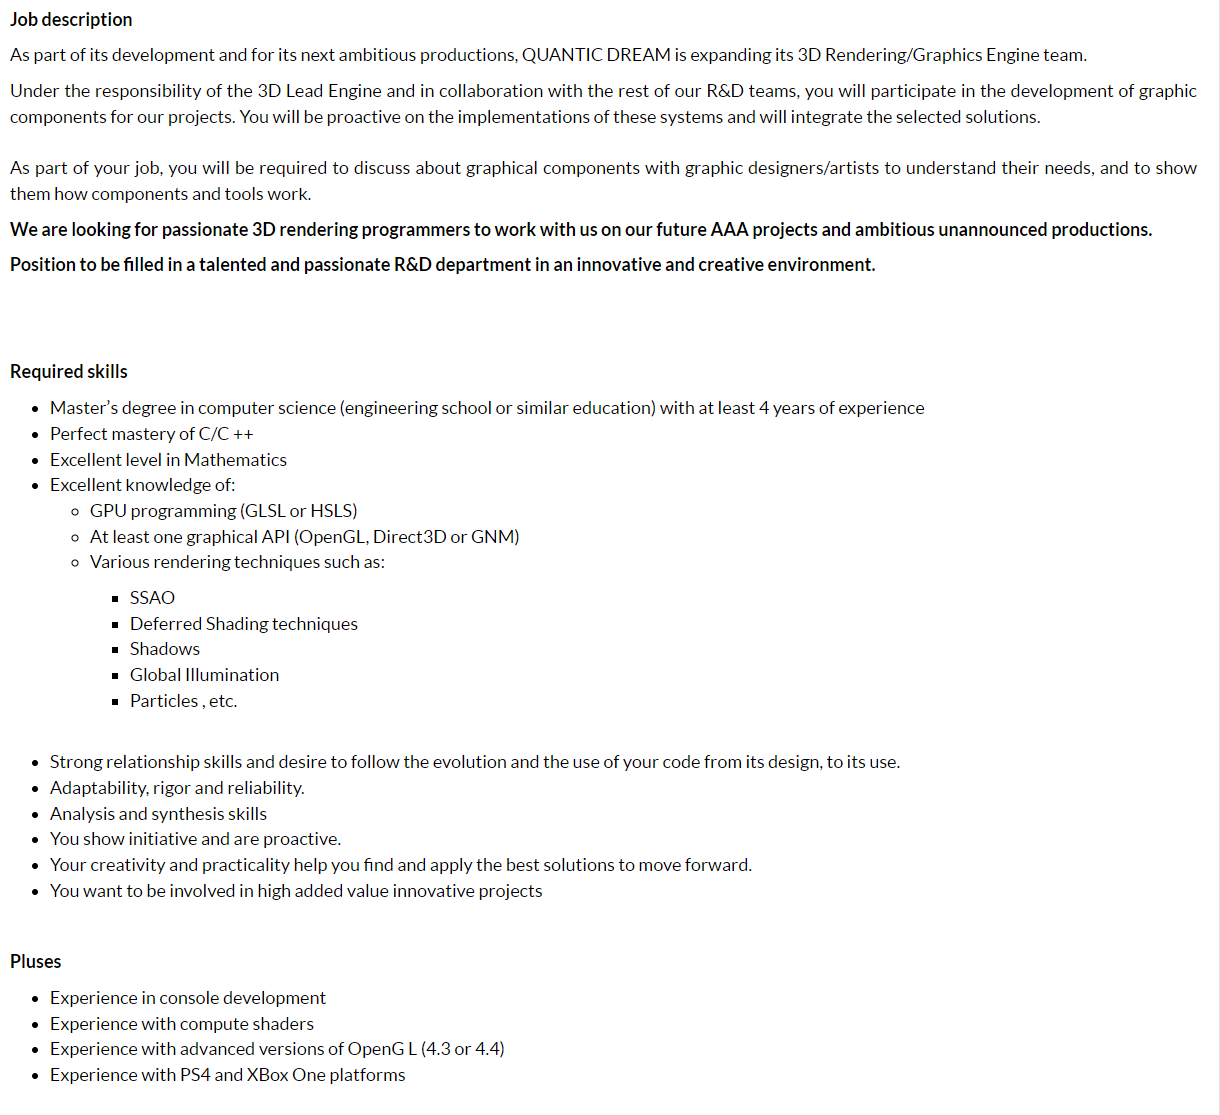 Job description
As part of its development and for its next ambitious productions, QUANTIC DREAM is expanding its 3D Rendering/Graphics Engine team.
Under the responsibility of the 3D Lead Engine and in collaboration with the rest of our R&D teams, you will participate in the development of graphic
components for our projects. You will be proactive on the implementations of these systems and will integrate the selected solutions.
As part of your job, you will be required to discuss about graphical components with graphic designers/artists to understand their needs, and to show
them how components and tools work.
We are looking for passionate 3D rendering programmers to work with us on our future AAA projects and ambitious unannounced productions.
Position to be filled in a talented and passionate R&D department in an innovative and creative environment.
Required skills
• Master's degree in computer science (engineering school or similar education) with at least 4 years of experience
• Perfect mastery of C/C ++
• Excellent level in Mathematics
• Excellent knowledge of:
◦ GPU programming (GLSL or HSLS)
◦ At least one graphical API (OpenGL, Direct3D or GNM)
◦ Various rendering techniques such as:
▪ SSAO
▪ Deferred Shading techniques
▪ Shadows
▪ Global Illumination
▪ Particles , etc.
• Strong relationship skills and desire to follow the evolution and the use of your code from its design, to its use.
• Adaptability, rigor and reliability.
• Analysis and synthesis skills
• You show initiative and are proactive.
• Your creativity and practicality help you find and apply the best solutions to move forward.
• You want to be involved in high added value innovative projects
Pluses
• Experience in console development
• Experience with compute shaders
• Experience with advanced versions of OpenG L (4.3 or 4.4)
• Experience with PS4 and XBox One platforms